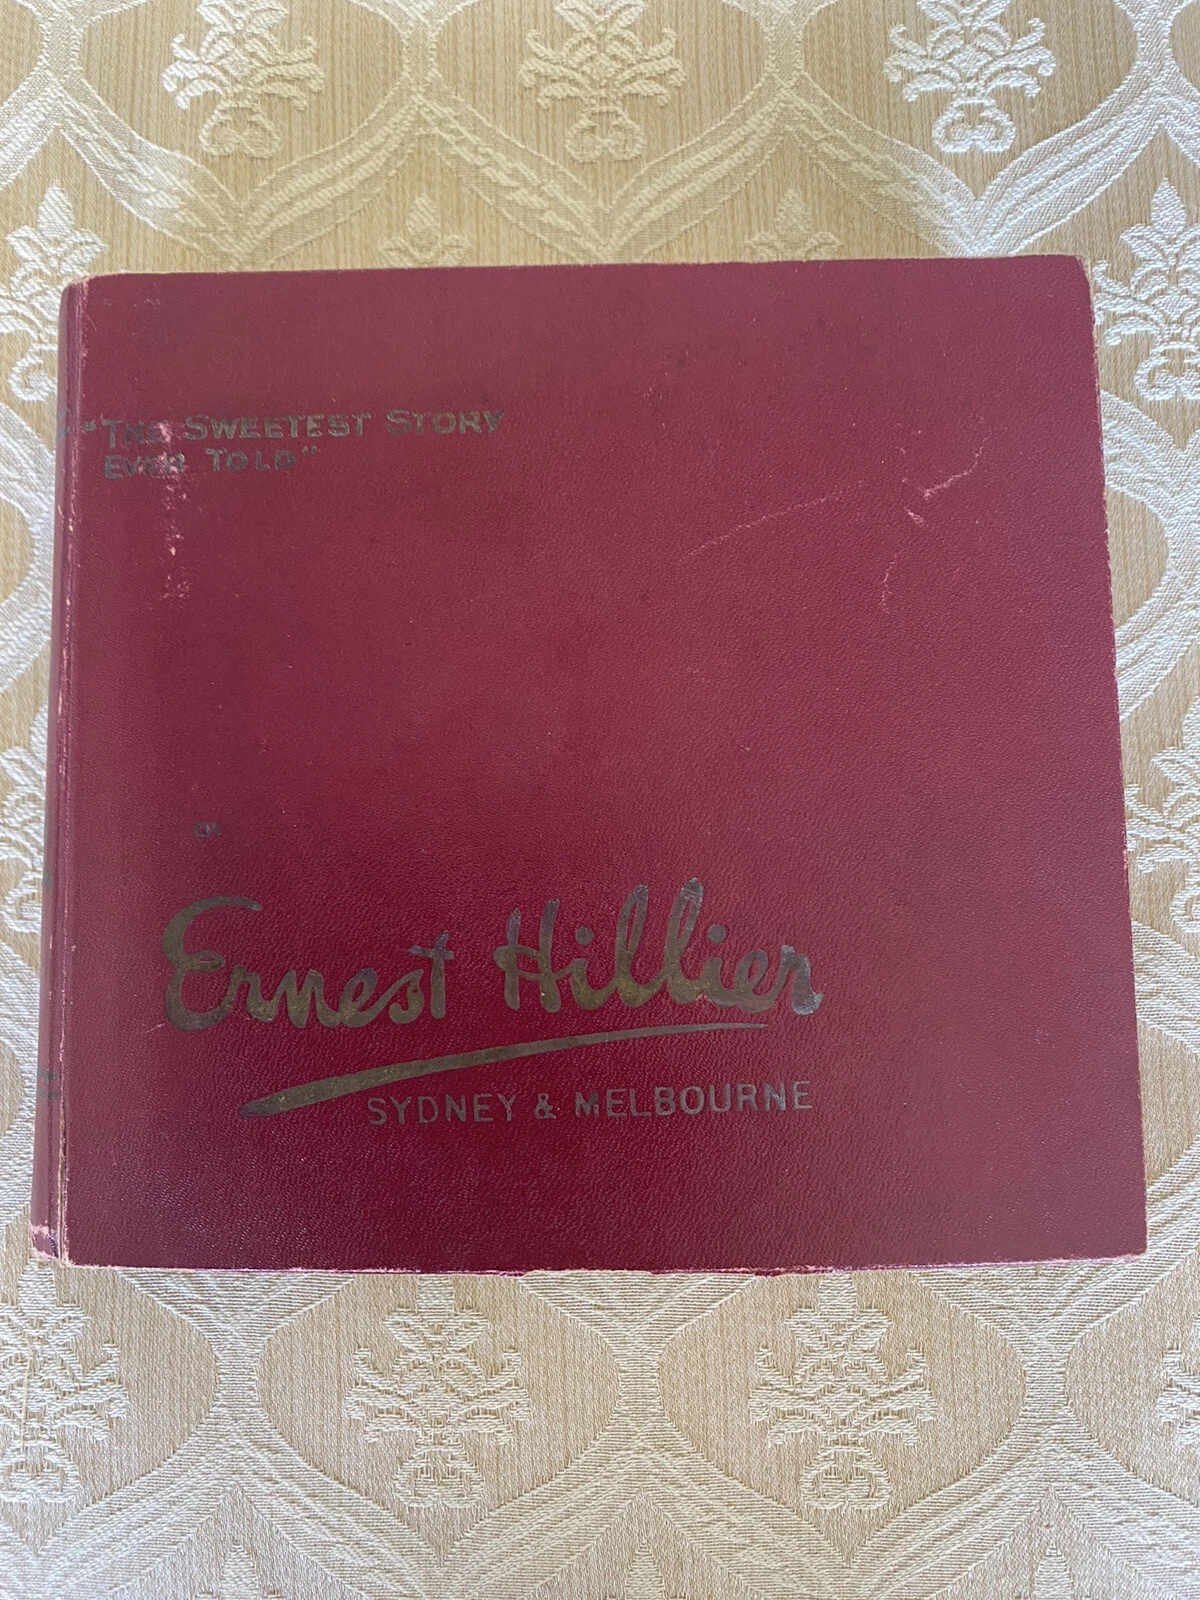 "THE SWEETEST STORY
EVER TOLD"
Ernest Hillier
SYDNEY & MELBOURNE